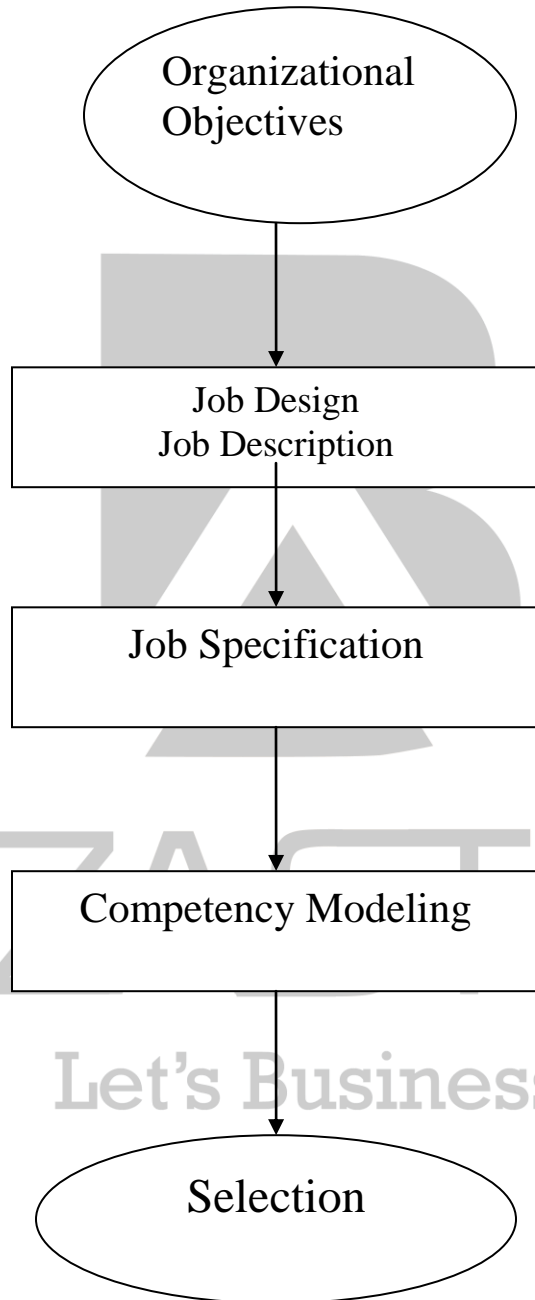 Organizational
Objectives
Job Design
Job Description
Job Specification
Competency Modeling
Let's Business
Selection